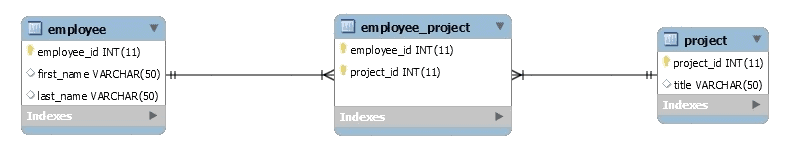 employee
employee_id INT(11)
first_name VARCHAR(50)
last_name VARCHAR(50)
Indexes
employee_project
employee_id INT(11)
project_id INT(11)
Indexes
project
project_id INT(11)
title VARCHAR(50)
Indexes